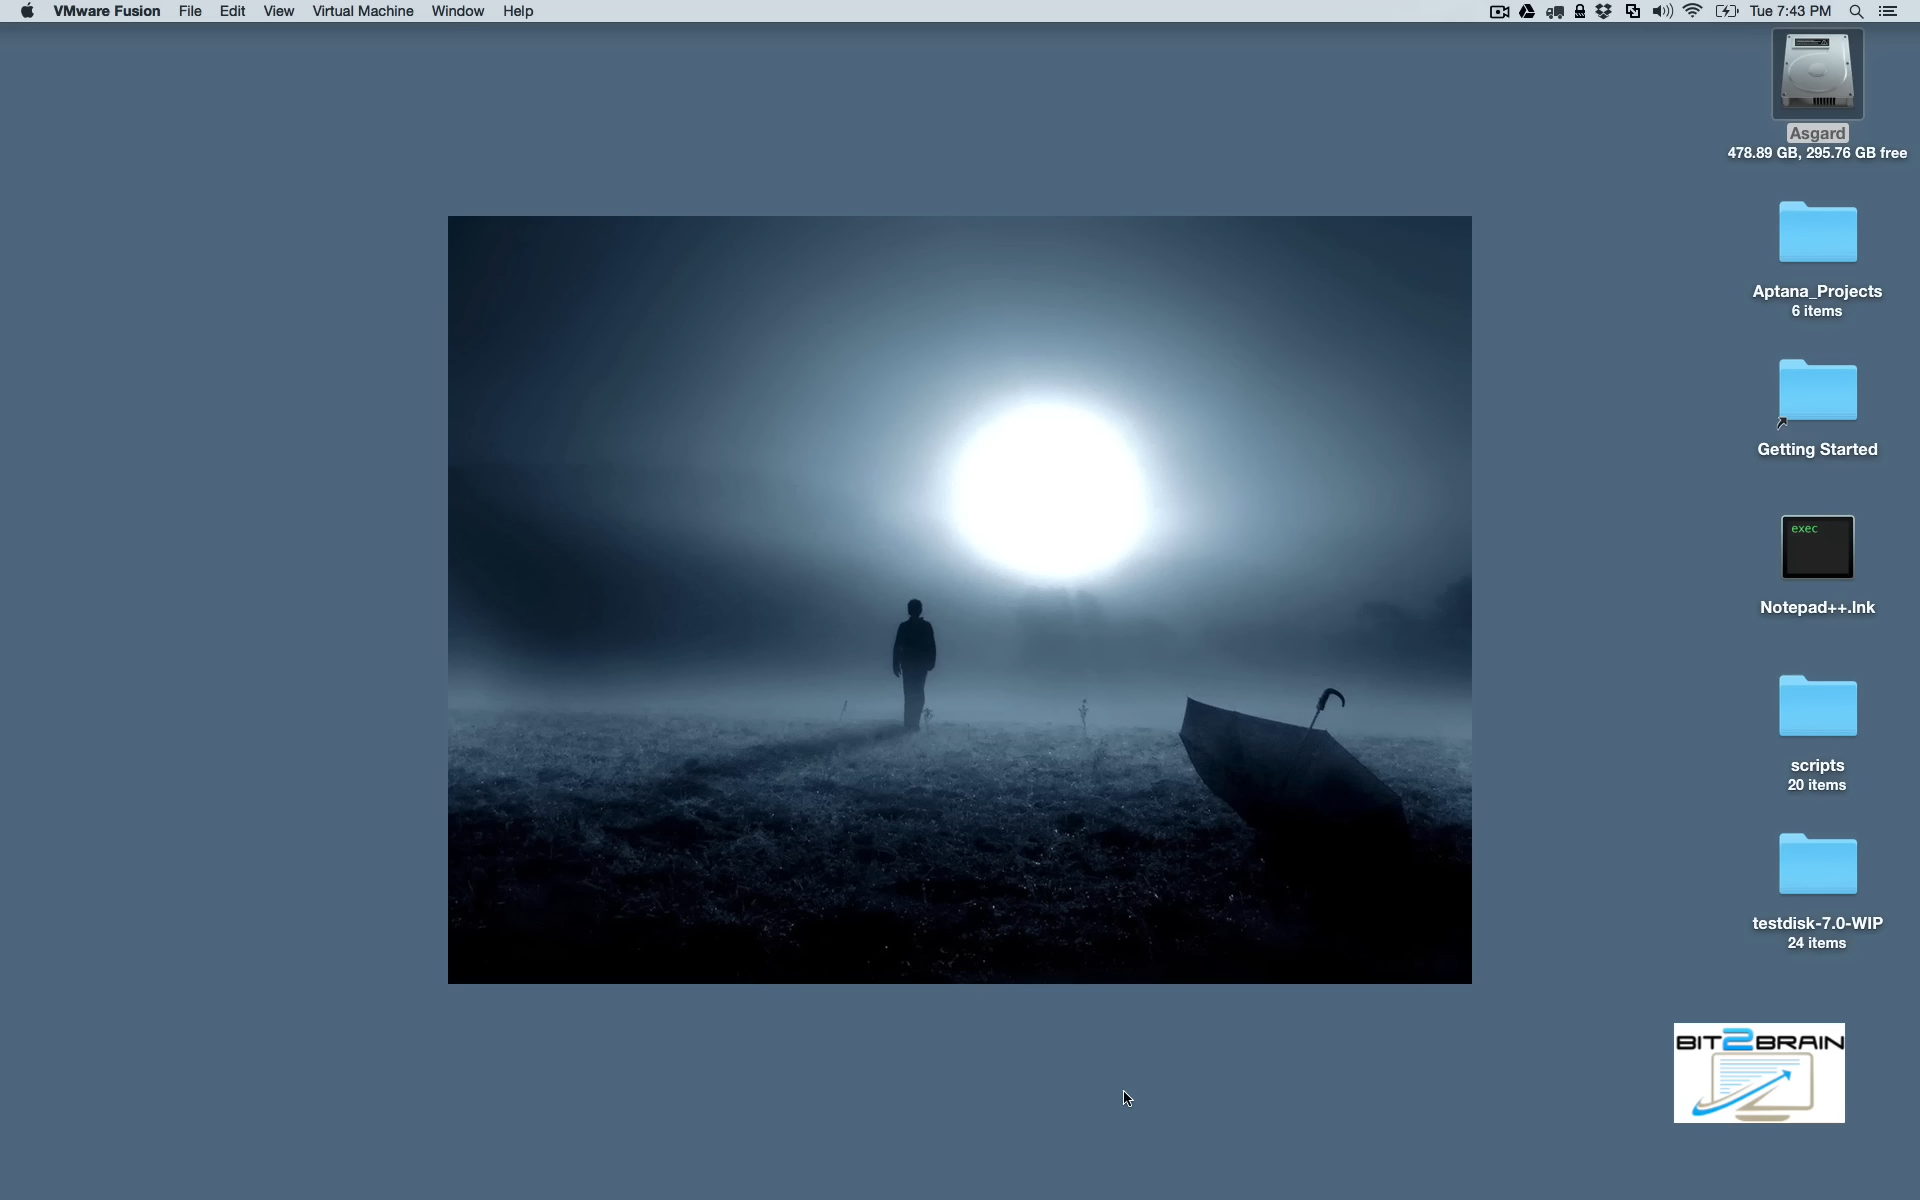 VMware Fusion File Edit View Virtual Machine Window Help Tue 7:43 PM
Asgard
478.89 GB, 295.76 GB free
Aptana_Projects
6 items
Getting Started
exec
Notepad++.lnk
scripts
20 items
testdisk-7.0-WIP
24 items
BIT2BRAIN